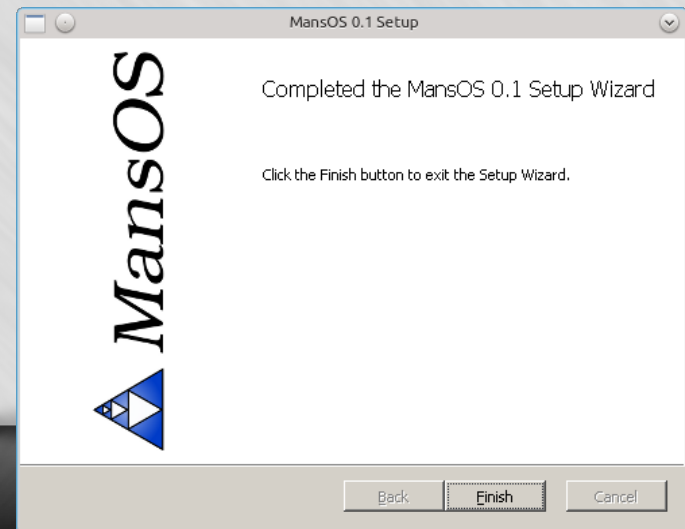 MansOS 0.1 Setup
MansOS
Completed the MansOS 0.1 Setup Wizard
Click the Finish button to exit the Setup Wizard.
Back
Finish
Cancel